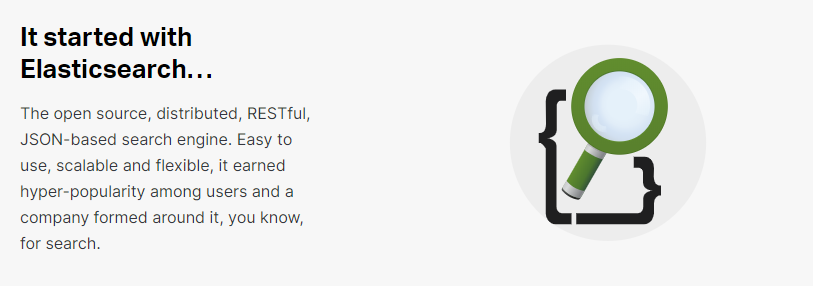 It started with
Elasticsearch…
The open source, distributed, RESTful,
JSON-based search engine. Easy to
use, scalable and flexible, it earned
hyper-popularity among users and a
company formed around it, you know,
for search.